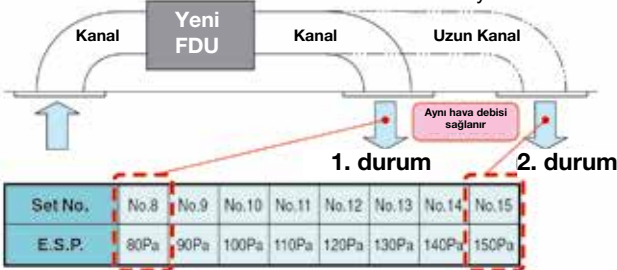 Yeni
FDU
Kanal
Kanal
Uzun Kanal
Aynı hava debisi
sağlanır
1. durum
2. durum
Set No. No.8 No.9 No.10 No.11 No.12 No.13 No.14 No.15
E.S.P. 80Pa 90Pa 100Pa 110Pa 120Pa 130Pa 140Pa 150Pa